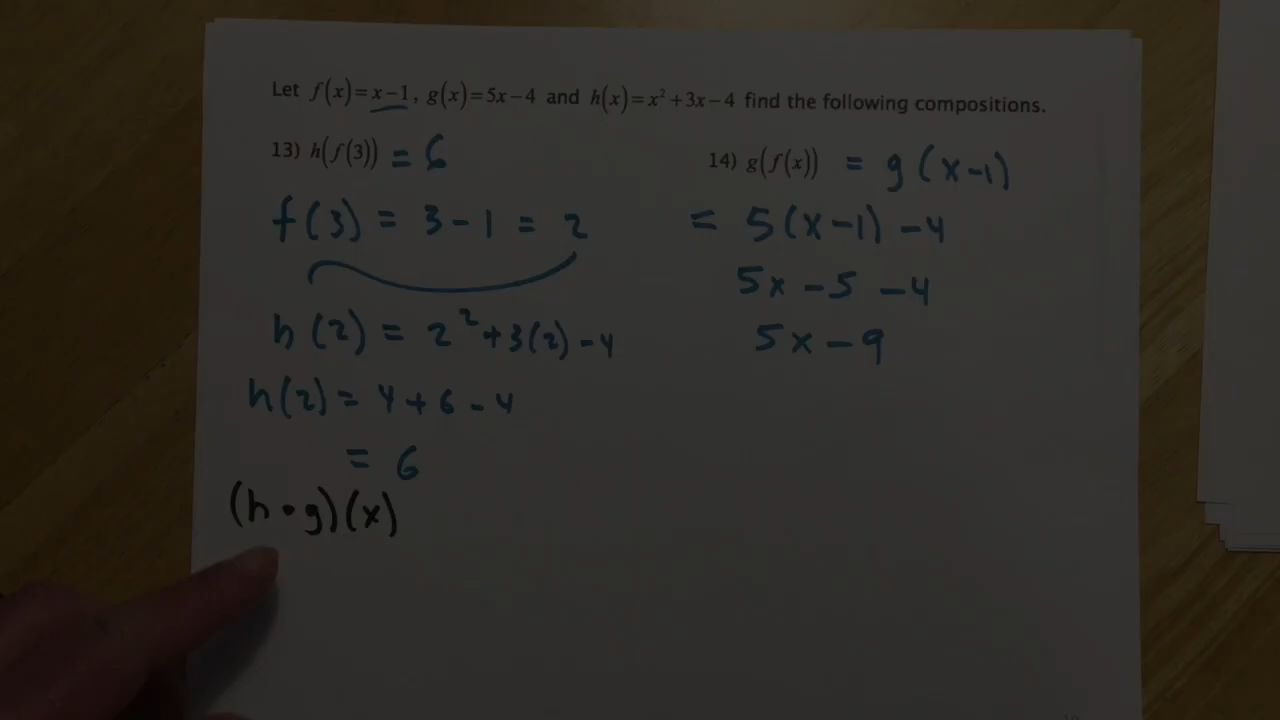 Let f(x)=x−1, g(x)=5x−4 and h(x)=x²+3x−4 find the following compositions.
13) h(f(3)) = 6
f(3) = 3 − 1 = 2
h(2) = 2² + 3(2) − 4
h(2) = 4 + 6 − 4
= 6
(h • g)(x)
14) g(f(x)) = g(x−1)
= 5(x−1) − 4
5x − 5 − 4
5x − 9